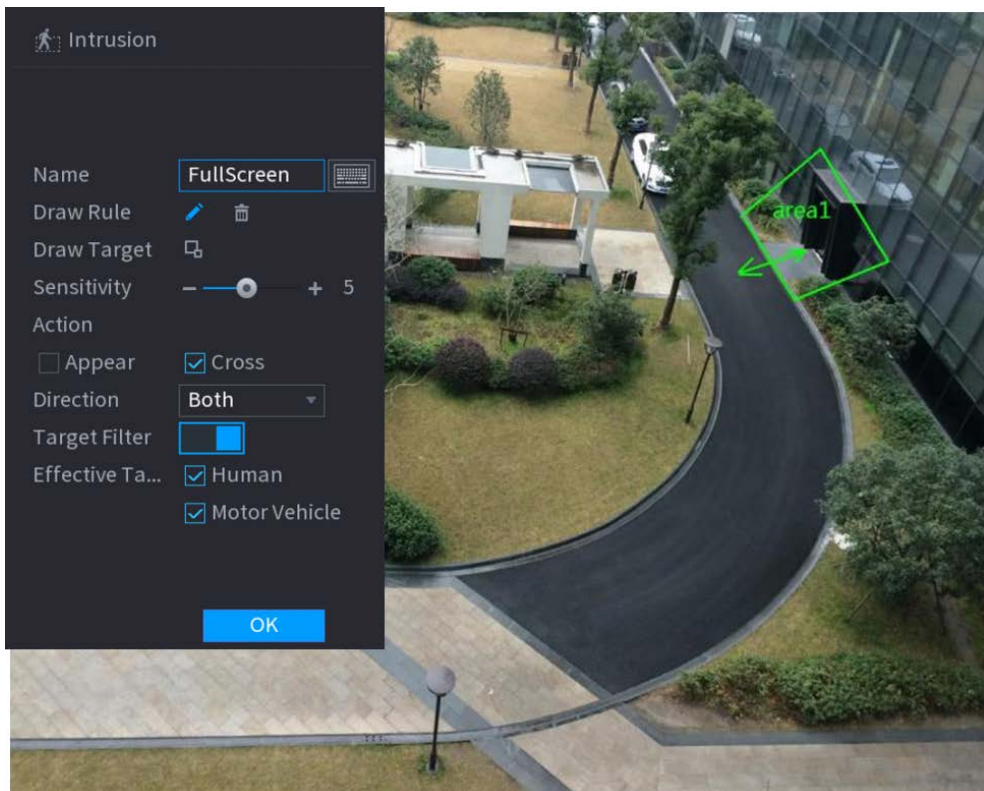 Intrusion
Name FullScreen
Draw Rule
Draw Target
Sensitivity - + 5
Action
Appear Cross
Direction Both
Target Filter
Effective Ta... Human
Motor Vehicle
OK
area1